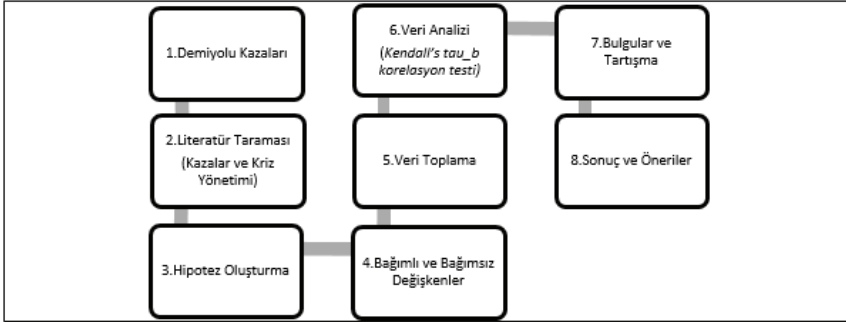 1.Demiyolu Kazaları
2.Literatür Taraması
(Kazalar ve Kriz
Yönetimi)
3.Hipotez Oluşturma
4.Bağımlı ve Bağımsız
Değişkenler
5.Veri Toplama
6.Veri Analizi
(Kendall's tau_b
korelasyon testi)
7.Bulgular ve
Tartışma
8.Sonuç ve Öneriler